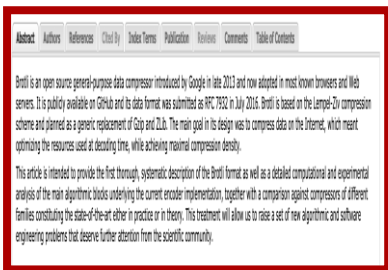 Abstract Authors References Cited By Index Terms Publication Reviews Comments Table of Contents
Brotli is an open source general-purpose data compressor introduced by Google in late 2013 and now adopted in most known browsers and Web
servers. It is publicly available on GitHub and its data format was submitted as RFC 7932 in July 2016. Brotli is based on the Lempel-Ziv compression
scheme and planned as a generic replacement of Gzip and ZLib. The main goal in its design was to compress data on the Internet, which meant
optimizing the resources used at decoding time, while achieving maximal compression density.
This article is intended to provide the first thorough, systematic description of the Brotli format as well as a detailed computational and experimental
analysis of the main algorithmic blocks underlying the current encoder implementation, together with a comparison against compressors of different
families constituting the state-of-the-art either in practice or in theory. This treatment will allow us to raise a set of new algorithmic and software
engineering problems that deserve further attention from the scientific community.